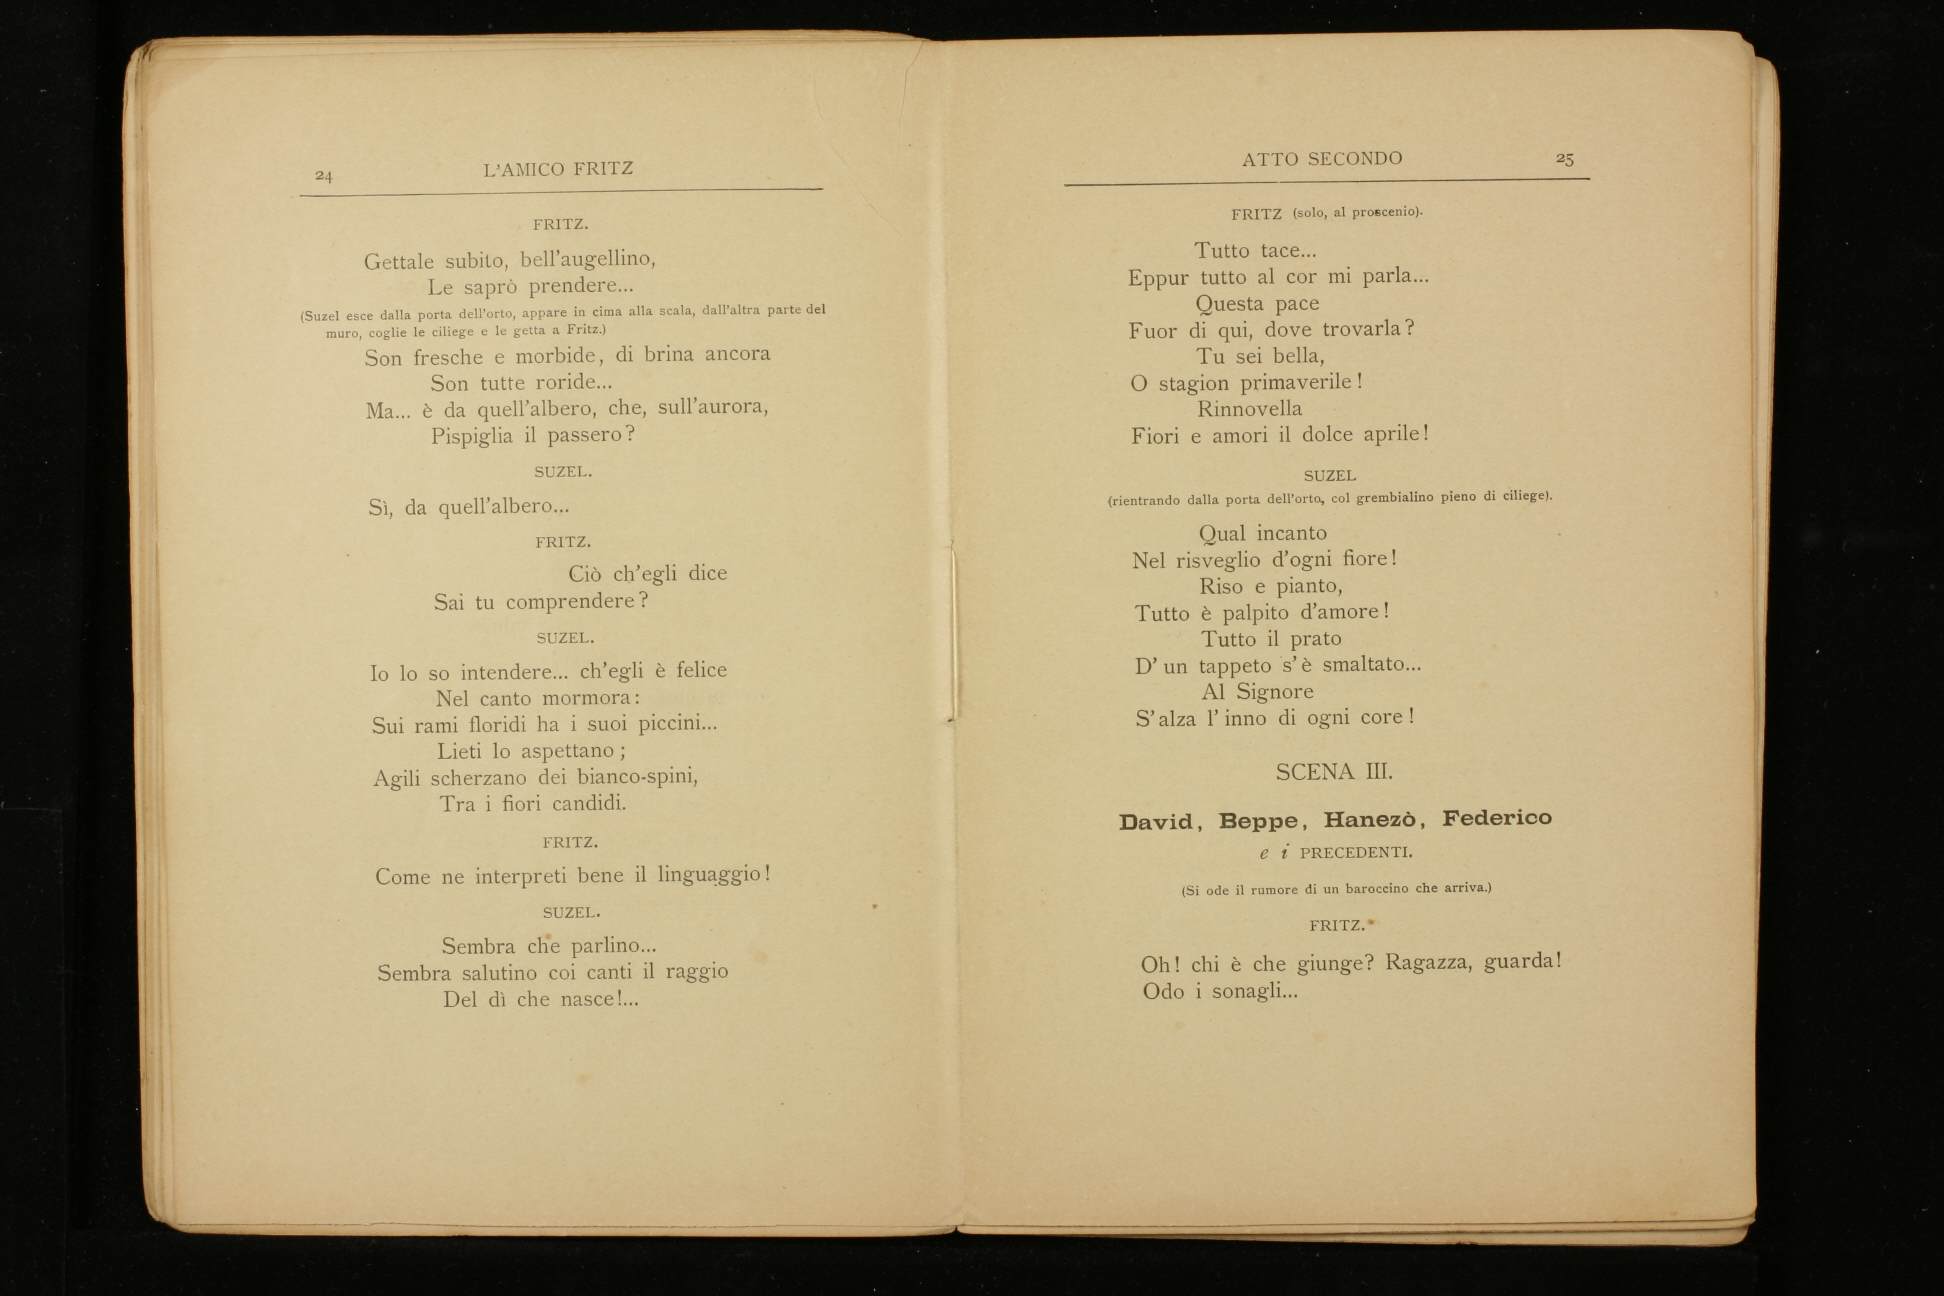 24
L'AMICO FRITZ
FRITZ.
Gettale subito, bell'augellino,
Le saprò prendere...
(Suzel esce dalla porta dell'orto, appare in cima alla scala, dall'altra parte del
muro, coglie le ciliege e le getta a Fritz.)
Son fresche e morbide, di brina ancora
Son tutte roride...
Ma... è da quell'albero, che, sull'aurora,
Pispiglia il passero?
SUZEL.
Sì, da quell'albero...
FRITZ.
Ciò ch'egli dice
Sai tu comprendere?
SUZEL.
Io lo so intendere... ch'egli è felice
Nel canto mormora:
Sui rami floridi ha i suoi piccini...
Lieti lo aspettano;
Agili scherzano dei bianco-spini,
Tra i fiori candidi.
FRITZ.
Come ne interpreti bene il linguaggio!
SUZEL.
Sembra che parlino...
Sembra salutino coi canti il raggio
Del dì che nasce!...
ATTO SECONDO
25
FRITZ (solo, al proscenio).
Tutto tace...
Eppur tutto al cor mi parla...
Questa pace
Fuor di qui, dove trovarla?
Tu sei bella,
O stagion primaverile!
Rinnovella
Fiori e amori il dolce aprile!
SUZEL
(rientrando dalla porta dell'orto, col grembialino pieno di ciliege).
Qual incanto
Nel risveglio d'ogni fiore!
Riso e pianto,
Tutto è palpito d'amore!
Tutto il prato
D'un tappeto s'è smaltato...
Al Signore
S'alza l'inno di ogni core!
SCENA III.
David, Beppe, Hanezò, Federico
e i PRECEDENTI.
(Si ode il rumore di un baroccino che arriva.)
FRITZ.
Oh! chi è che giunge? Ragazza, guarda!
Odo i sonagli...